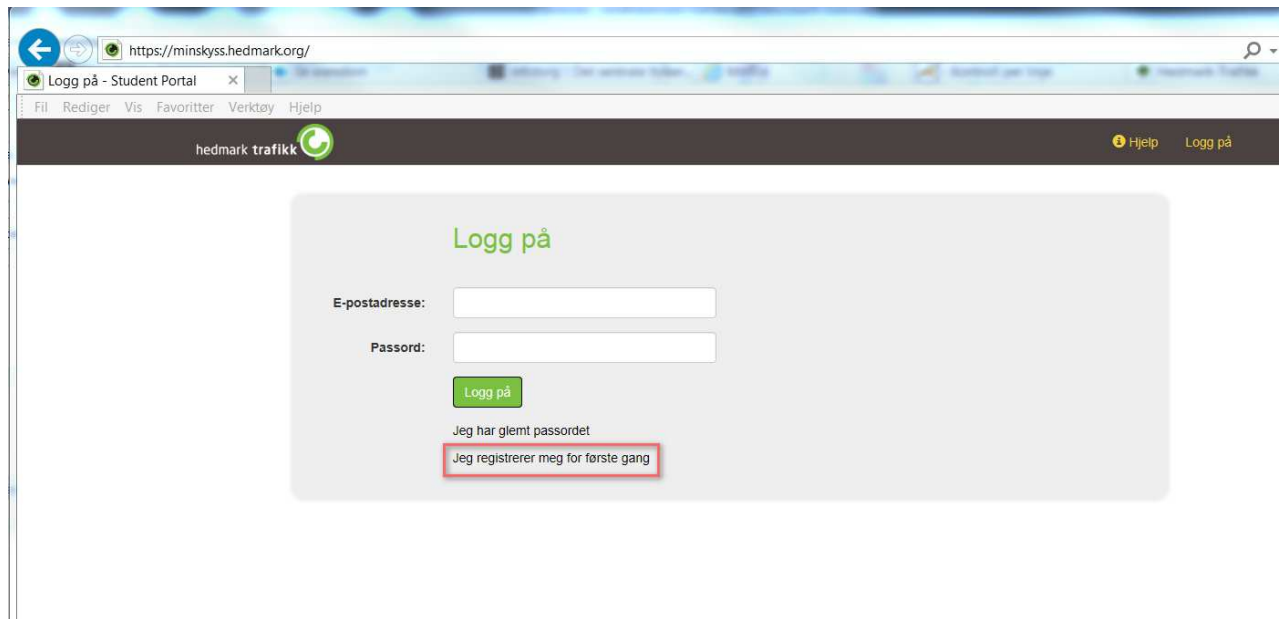 https://minskyss.hedmark.org/
Logg på - Student Portal
Fil Rediger Vis Favoritter Verktøy Hjelp
hedmark trafikk
Hjelp Logg på
Logg på
E-postadresse:
Passord:
Logg på
Jeg har glemt passordet
Jeg registrerer meg for første gang